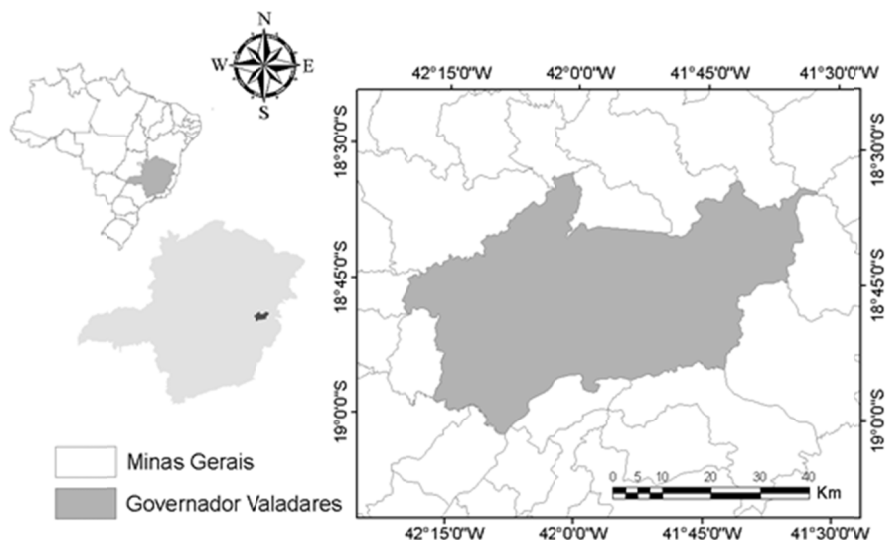 N
W E
S
42°15'0"W 42°0'0"W 41°45'0"W 41°30'0"W
18°30'0"S 18°30'0"S
18°45'0"S 18°45'0"S
19°0'0"S 19°0'0"S
Minas Gerais
Governador Valadares
0 5 10 20 30 40
Km
42°15'0"W 42°0'0"W 41°45'0"W 41°30'0"W